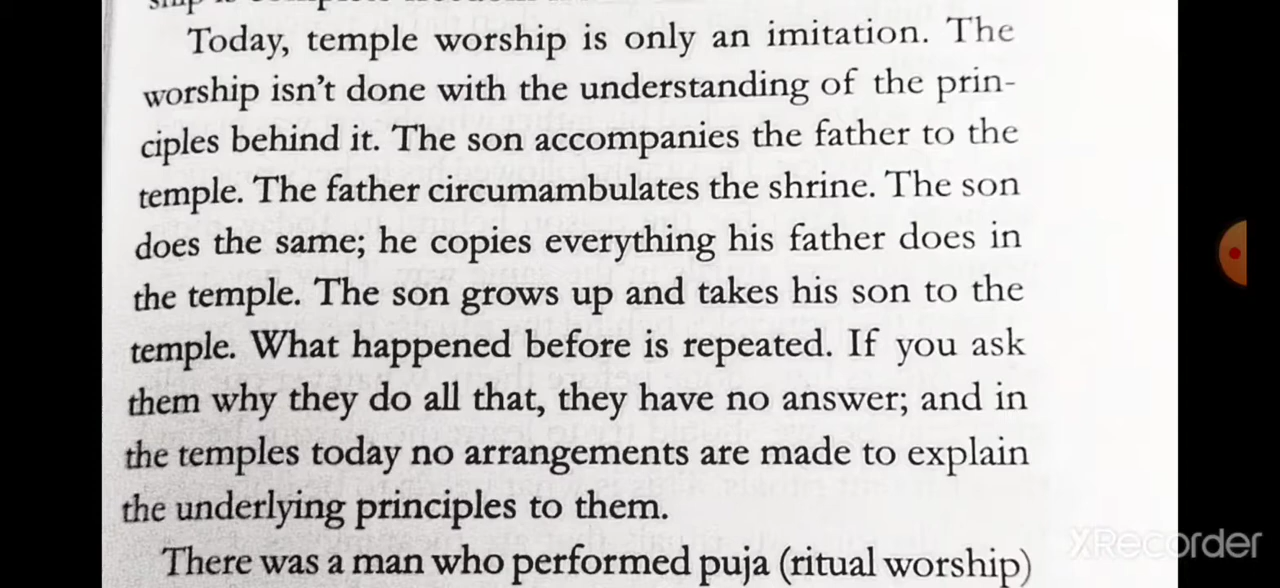 Today, temple worship is only an imitation. The
worship isn't done with the understanding of the prin-
ciples behind it. The son accompanies the father to the
temple. The father circumambulates the shrine. The son
does the same; he copies everything his father does in
the temple. The son grows up and takes his son to the
temple. What happened before is repeated. If you ask
them why they do all that, they have no answer; and in
the temples today no arrangements are made to explain
the underlying principles to them.
There was a man who performed puja (ritual worship)
XRecorder